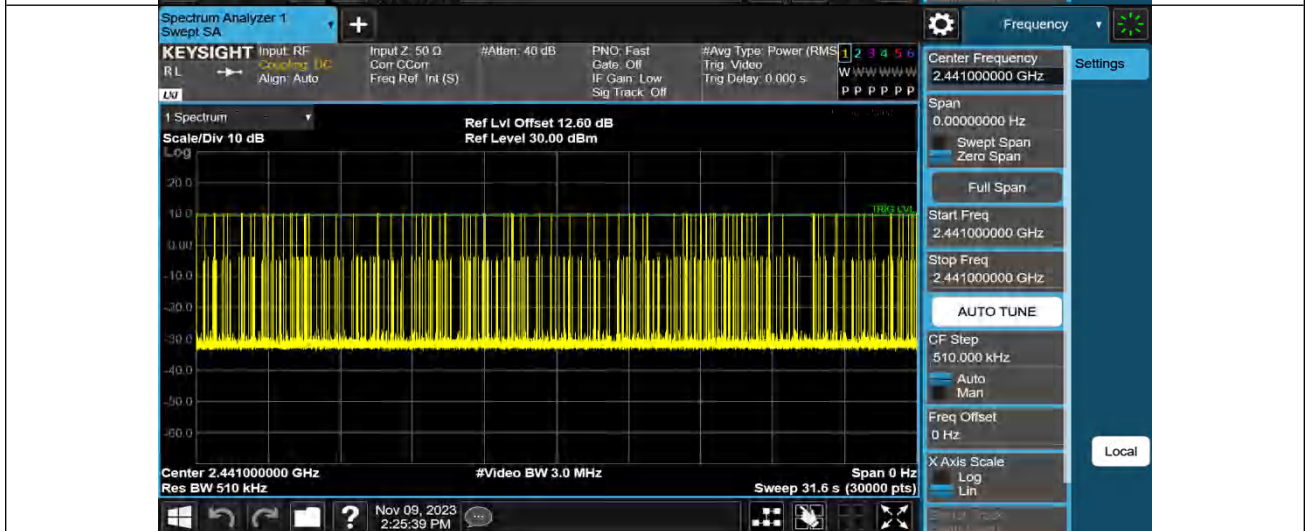 Spectrum Analyzer 1
Swept SA
+
Frequency
KEYSIGHT
RL
LXI
Input: RF
Coupling: DC
Align: Auto
Input Z: 50 Ω
Corr CCorr
Freq Ref: Int (S)
#Atten: 40 dB
PNO: Fast
Gate: Off
IF Gain: Low
Sig Track: Off
#Avg Type: Power (RMS
Trig: Video
Trig Delay: 0.000 s
1 2 3 4 5 6
W W W W W W
P P P P P P
Center Frequency
2.441000000 GHz
Settings
Span
0.00000000 Hz
Swept Span
Zero Span
Full Span
Start Freq
2.441000000 GHz
Stop Freq
2.441000000 GHz
AUTO TUNE
CF Step
510.000 kHz
Auto
Man
Freq Offset
0 Hz
X Axis Scale
Log
Lin
Local
1 Spectrum
Scale/Div 10 dB
Ref Lvl Offset 12.60 dB
Ref Level 30.00 dBm
Log
20.0
10.0
TRIG LVL
0.00
-10.0
-20.0
-30.0
-40.0
-50.0
-60.0
Center 2.441000000 GHz
#Video BW 3.0 MHz
Span 0 Hz
Res BW 510 kHz
Sweep 31.6 s (30000 pts)
?
Nov 09, 2023
2:25:39 PM